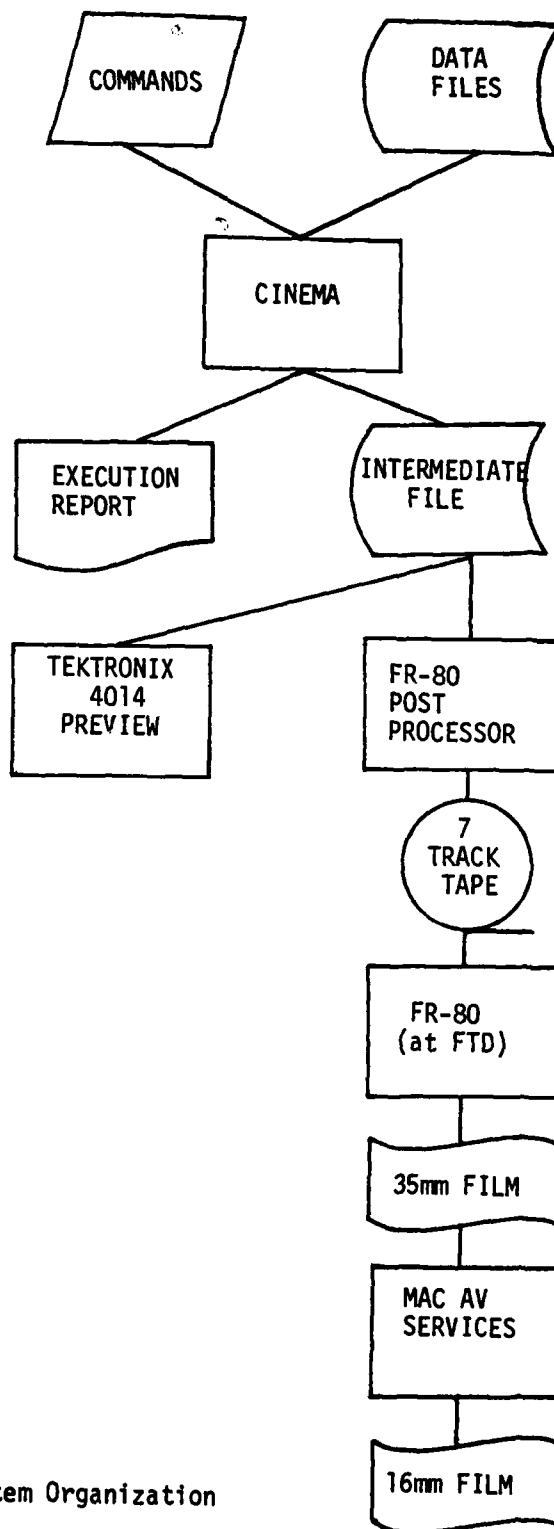 COMMANDS
DATA
FILES
CINEMA
EXECUTION
REPORT
INTERMEDIATE
FILE
TEKTRONIX
4014
PREVIEW
FR-80
POST
PROCESSOR
7
TRACK
TAPE
FR-80
(at FTD)
35mm FILM
MAC AV
SERVICES
16mm FILM
tem Organization